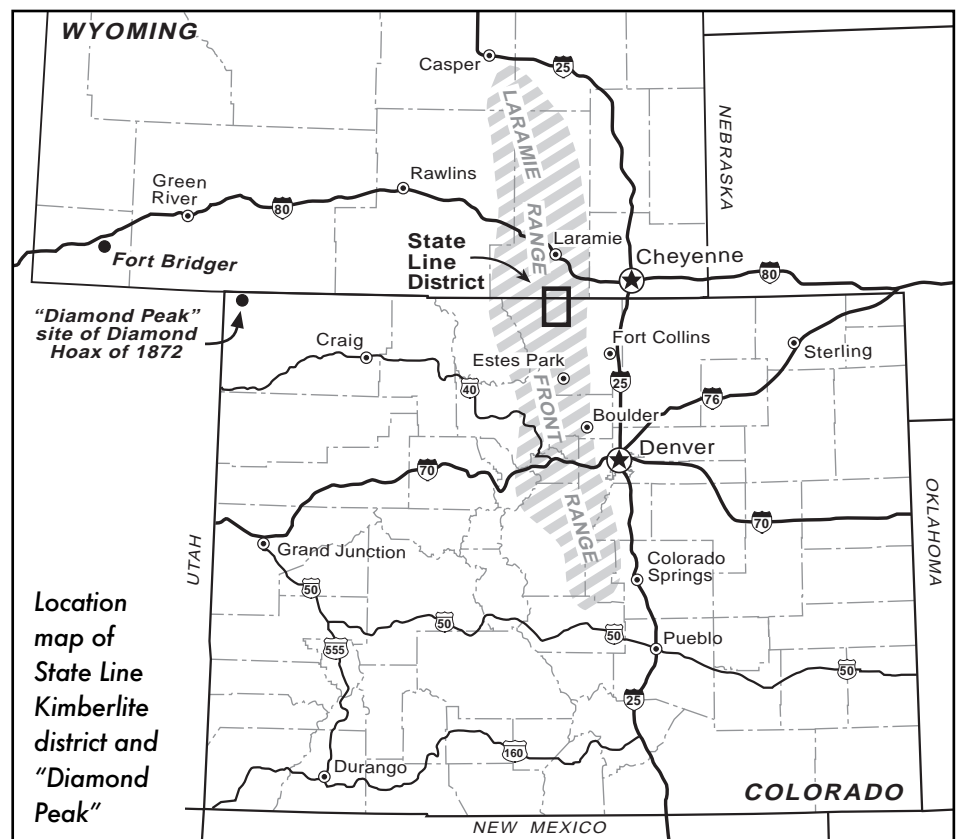 WYOMING
Casper
25
LARAMIE RANGE
NEBRASKA
Green
River
80
Rawlins
Laramie
State
Line
District
Cheyenne
80
Fort Bridger
“Diamond Peak”
site of Diamond
Hoax of 1872
Craig
40
Estes Park
Fort Collins
25
Sterling
76
Boulder
FRONT RANGE
Denver
70
70
UTAH
OKLAHOMA
Grand Junction
50
Colorado
Springs
50
50
555
Pueblo
50
25
160
Durango
COLORADO
NEW MEXICO
Location
map of
State Line
Kimberlite
district and
“Diamond
Peak”